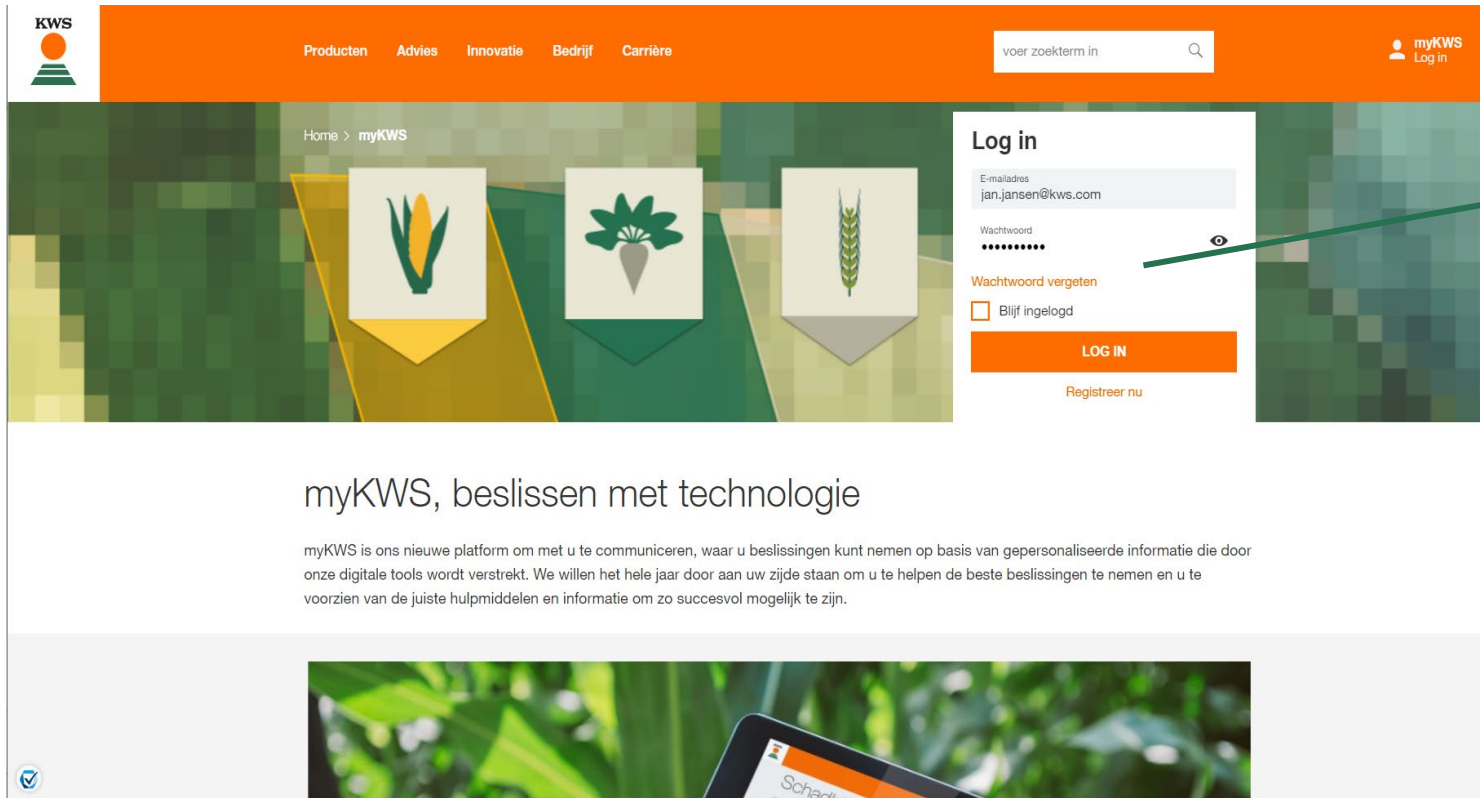 KWS
Producten Advies Innovatie Bedrijf Carrière
voer zoekterm in
myKWS
Log in
Home > myKWS
Log in
E-mailadres
jan.jansen@kws.com
Wachtwoord
••••••••••
Wachtwoord vergeten
Blijf ingelogd
LOG IN
Registreer nu
myKWS, beslissen met technologie
myKWS is ons nieuwe platform om met u te communiceren, waar u beslissingen kunt nemen op basis van gepersonaliseerde informatie die door
onze digitale tools wordt verstrekt. We willen het hele jaar door aan uw zijde staan om u te helpen de beste beslissingen te nemen en u te
voorzien van de juiste hulpmiddelen en informatie om zo succesvol mogelijk te zijn.